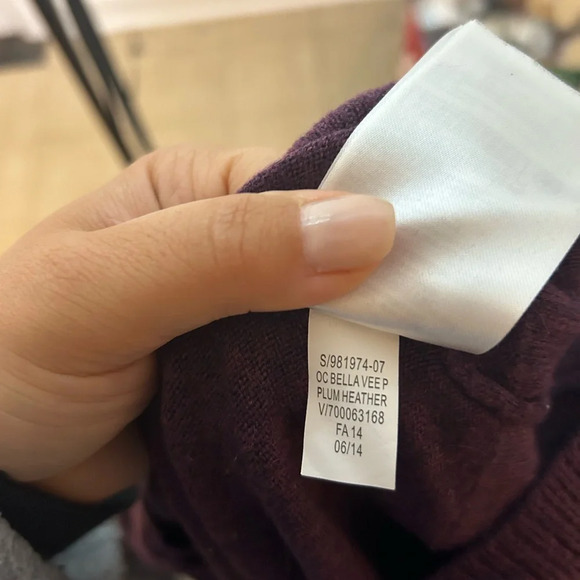 S/981974-07
OC BELLA VEE P
PLUM HEATHER
V/700063168
FA 14
06/14